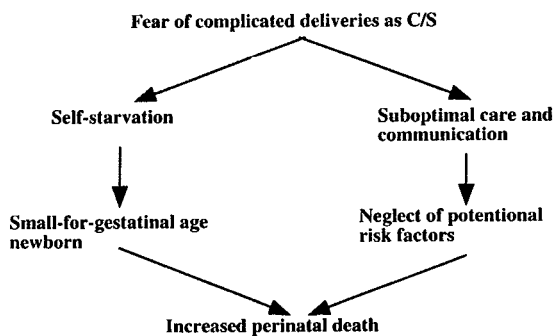 Fear of complicated deliveries as C/S
Self-starvation
Suboptimal care and
communication
Small-for-gestatinal age
newborn
Neglect of potentional
risk factors
Increased perinatal death